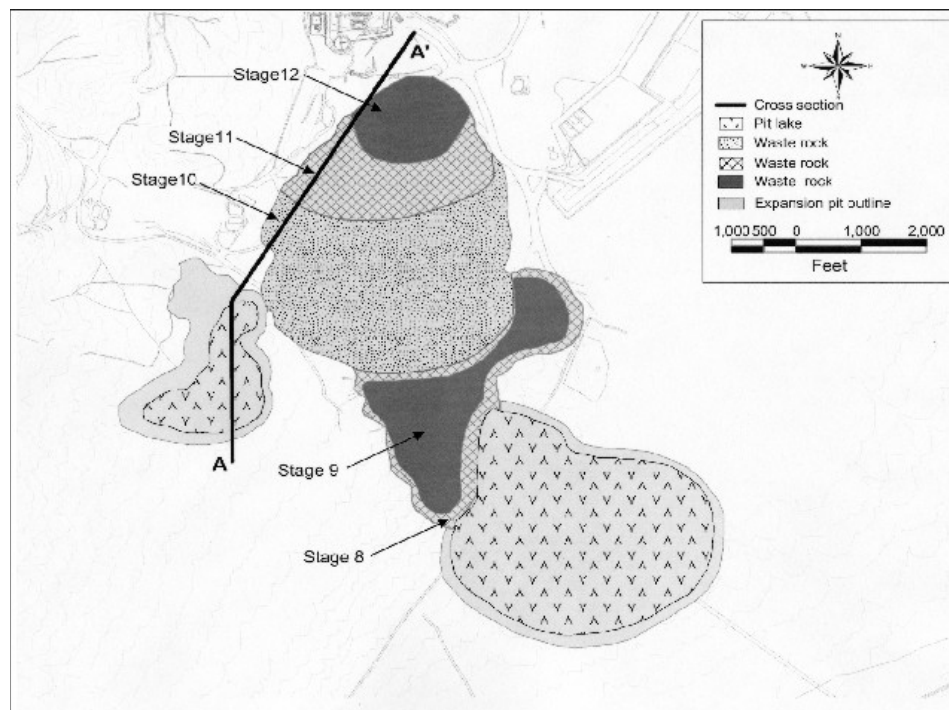 A'
Stage12
Stage11
Stage10
A
Stage 9
Stage 8
N
Cross section
Pit lake
Waste rock
Waste rock
Waste rock
Expansion pit outline
1,000 500 0 1,000 2,000
Feet